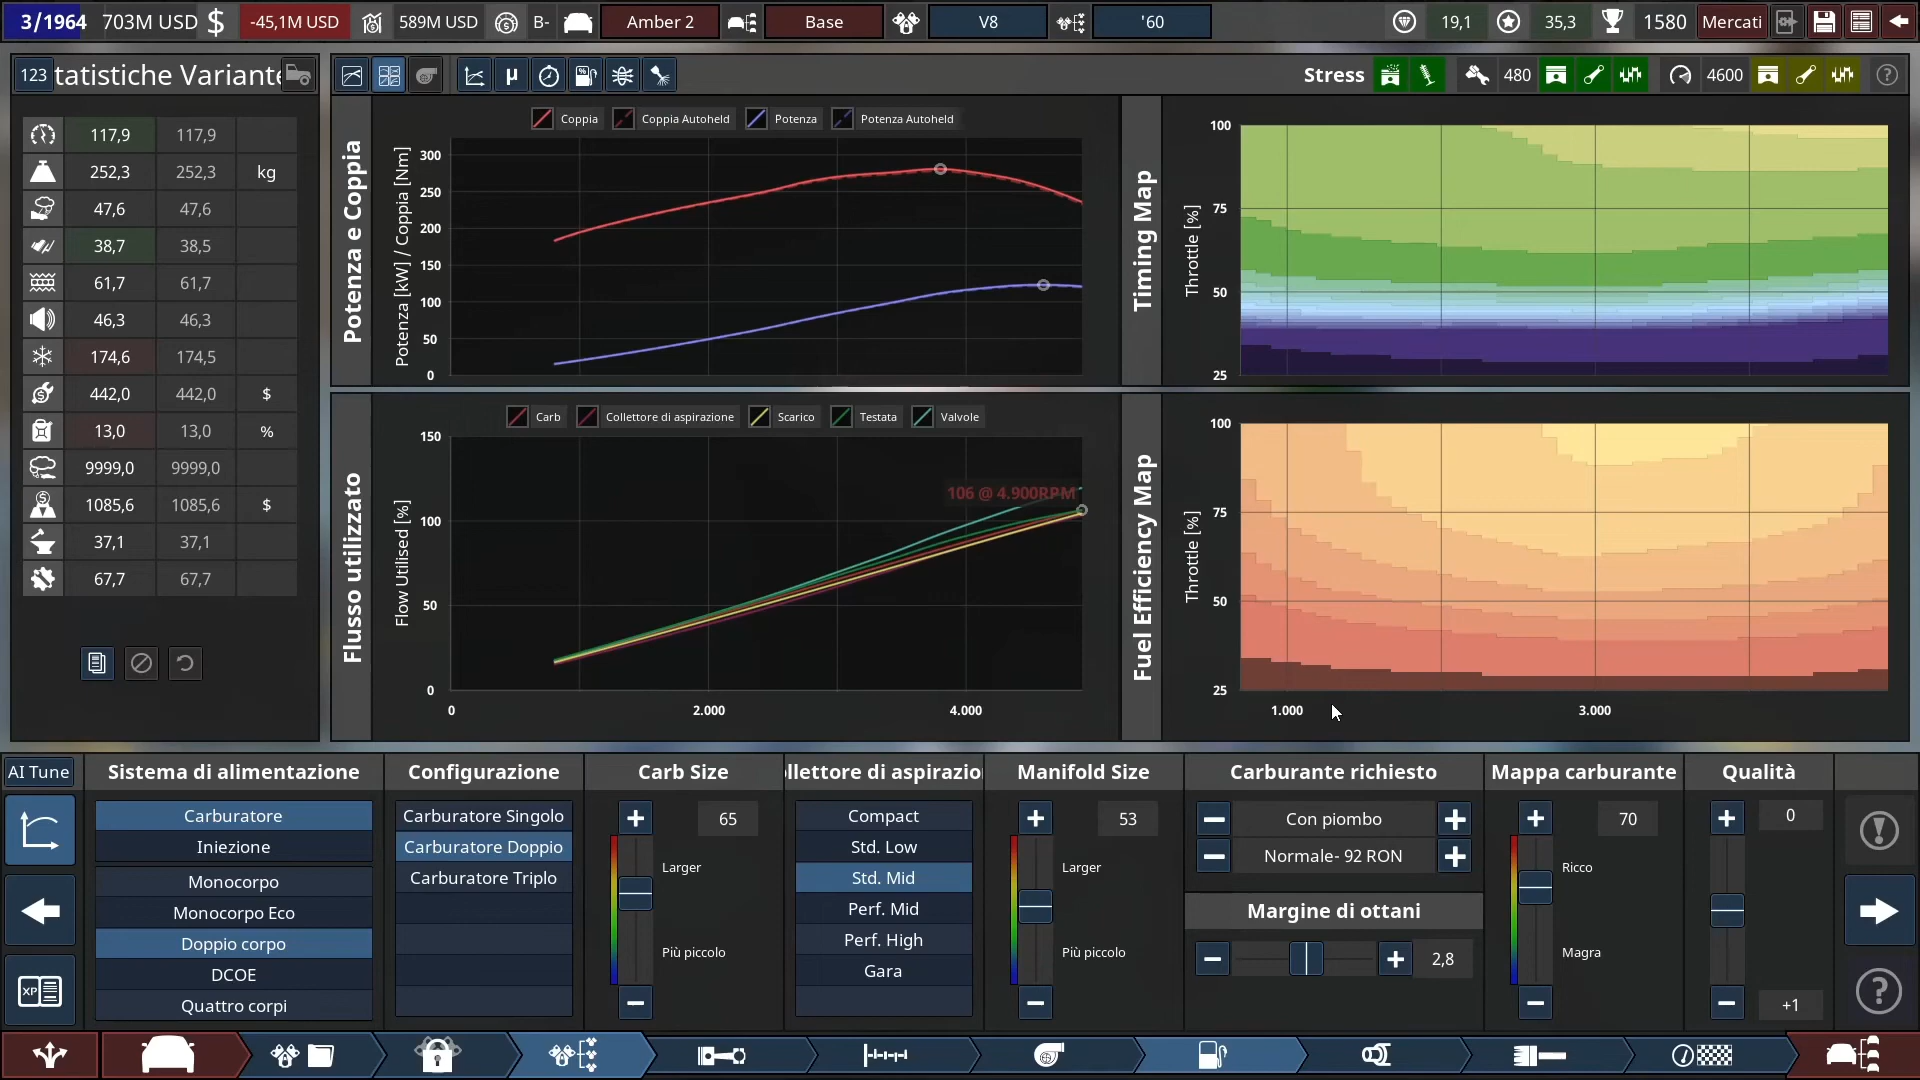 3/1964 703M USD $ -45,1M USD 589M USD B- Amber 2 Base V8 '60 19,1 35,3 1580 Mercati
123 tatistiche Variante
Stress 480 4600 ?
117,9 117,9
252,3 252,3 kg
47,6 47,6
38,7 38,5
61,7 61,7
46,3 46,3
174,6 174,5
442,0 442,0 $
13,0 13,0 %
9999,0 9999,0
1085,6 1085,6 $
37,1 37,1
67,7 67,7
Potenza e Coppia
Coppia Coppia Autoheld Potenza Potenza Autoheld
Potenza [kW] / Coppia [Nm]
300
250
200
150
100
50
0
Timing Map
Throttle [%]
100
75
50
25
Flusso utilizzato
Carb Collettore di aspirazione Scarico Testata Valvole
Flow Utilised [%]
150
100
50
0
106 @ 4.900RPM
0 2.000 4.000
Fuel Efficiency Map
Throttle [%]
100
75
50
25
1.000 3.000
AI Tune
XP
Sistema di alimentazione
Carburatore
Iniezione
Monocorpo
Monocorpo Eco
Doppio corpo
DCOE
Quattro corpi
Configurazione
Carburatore Singolo
Carburatore Doppio
Carburatore Triplo
Carb Size
+ 65
Larger
Più piccolo
−
llettore di aspirazio
Compact
Std. Low
Std. Mid
Perf. Mid
Perf. High
Gara
Manifold Size
+ 53
Larger
Più piccolo
−
Carburante richiesto
− Con piombo +
− Normale- 92 RON +
Margine di ottani
− + 2,8
Mappa carburante
+ 70
Ricco
Magra
−
Qualità
+ 0
− +1
?